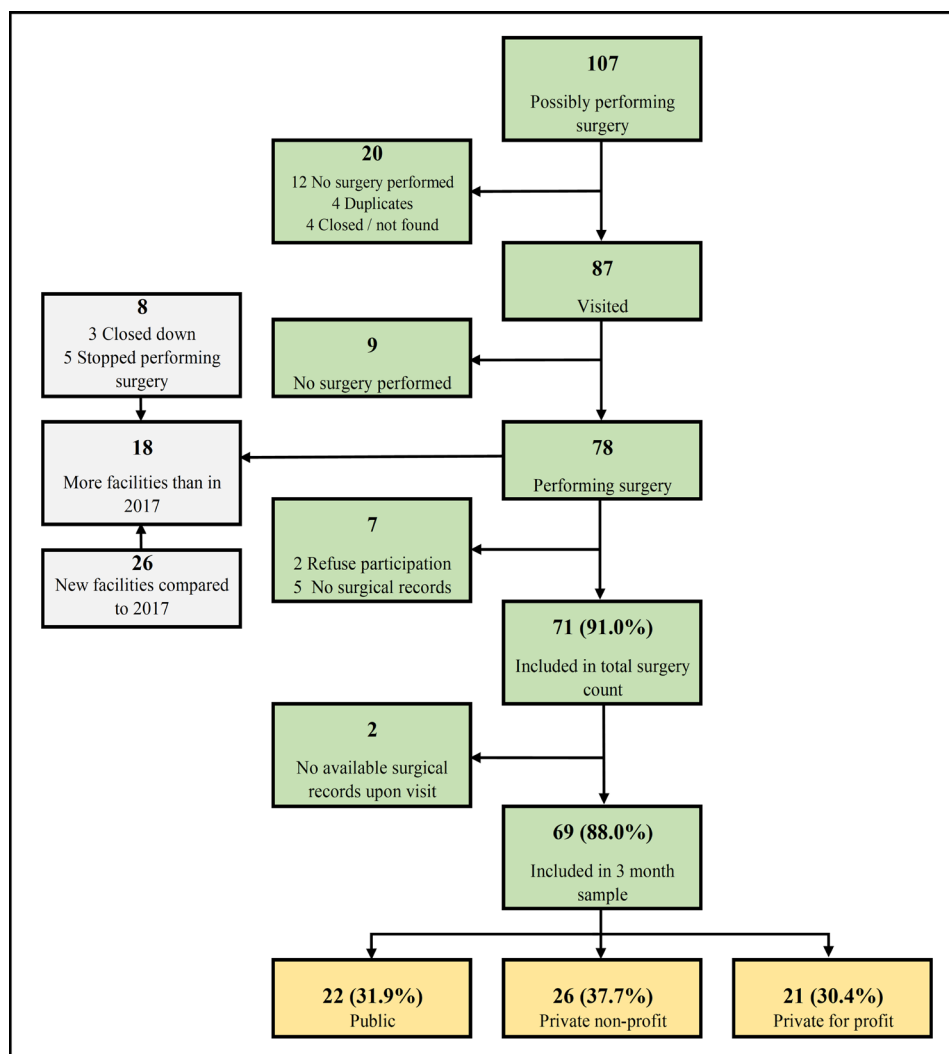 107
Possibly performing
surgery
20
12 No surgery performed
4 Duplicates
4 Closed / not found
87
Visited
8
3 Closed down
5 Stopped performing
surgery
9
No surgery performed
18
More facilities than in
2017
78
Performing surgery
7
2 Refuse participation
5 No surgical records
26
New facilities compared
to 2017
71 (91.0%)
Included in total surgery
count
2
No available surgical
records upon visit
69 (88.0%)
Included in 3 month
sample
22 (31.9%)
Public
26 (37.7%)
Private non-profit
21 (30.4%)
Private for profit